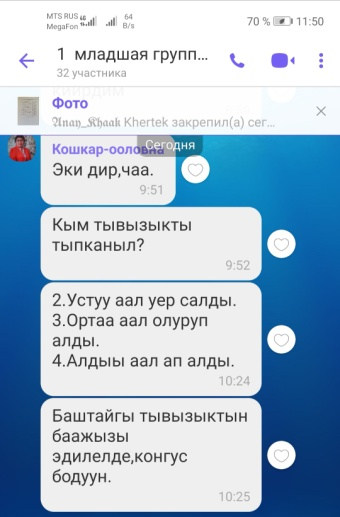 MTS RUS 4G 64
MegaFon B/s 70 % 11:50
1 младшая групп...
32 участника
Фото
𝔄𝔫𝔞𝔶_𝔎𝔥𝔞𝔞𝔨 Khertek закрепил(а) сег...
Сегодня
Кошкар-ооловна
Эки дир,чаа.
9:51
Кым тывызыкты
тыпканыл?
9:52
2.Устуу аал уер салды.
3.Ортаа аал олуруп
алды.
4.Алдыы аал ап алды.
10:24
Баштайгы тывызыктын
баажызы
эдилелде,конгус
бодуун.
10:25